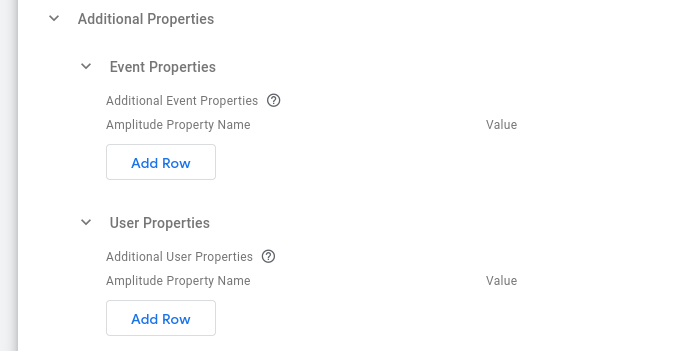 Additional Properties
Event Properties
Additional Event Properties
Amplitude Property Name Value
Add Row
User Properties
Additional User Properties
Amplitude Property Name Value
Add Row